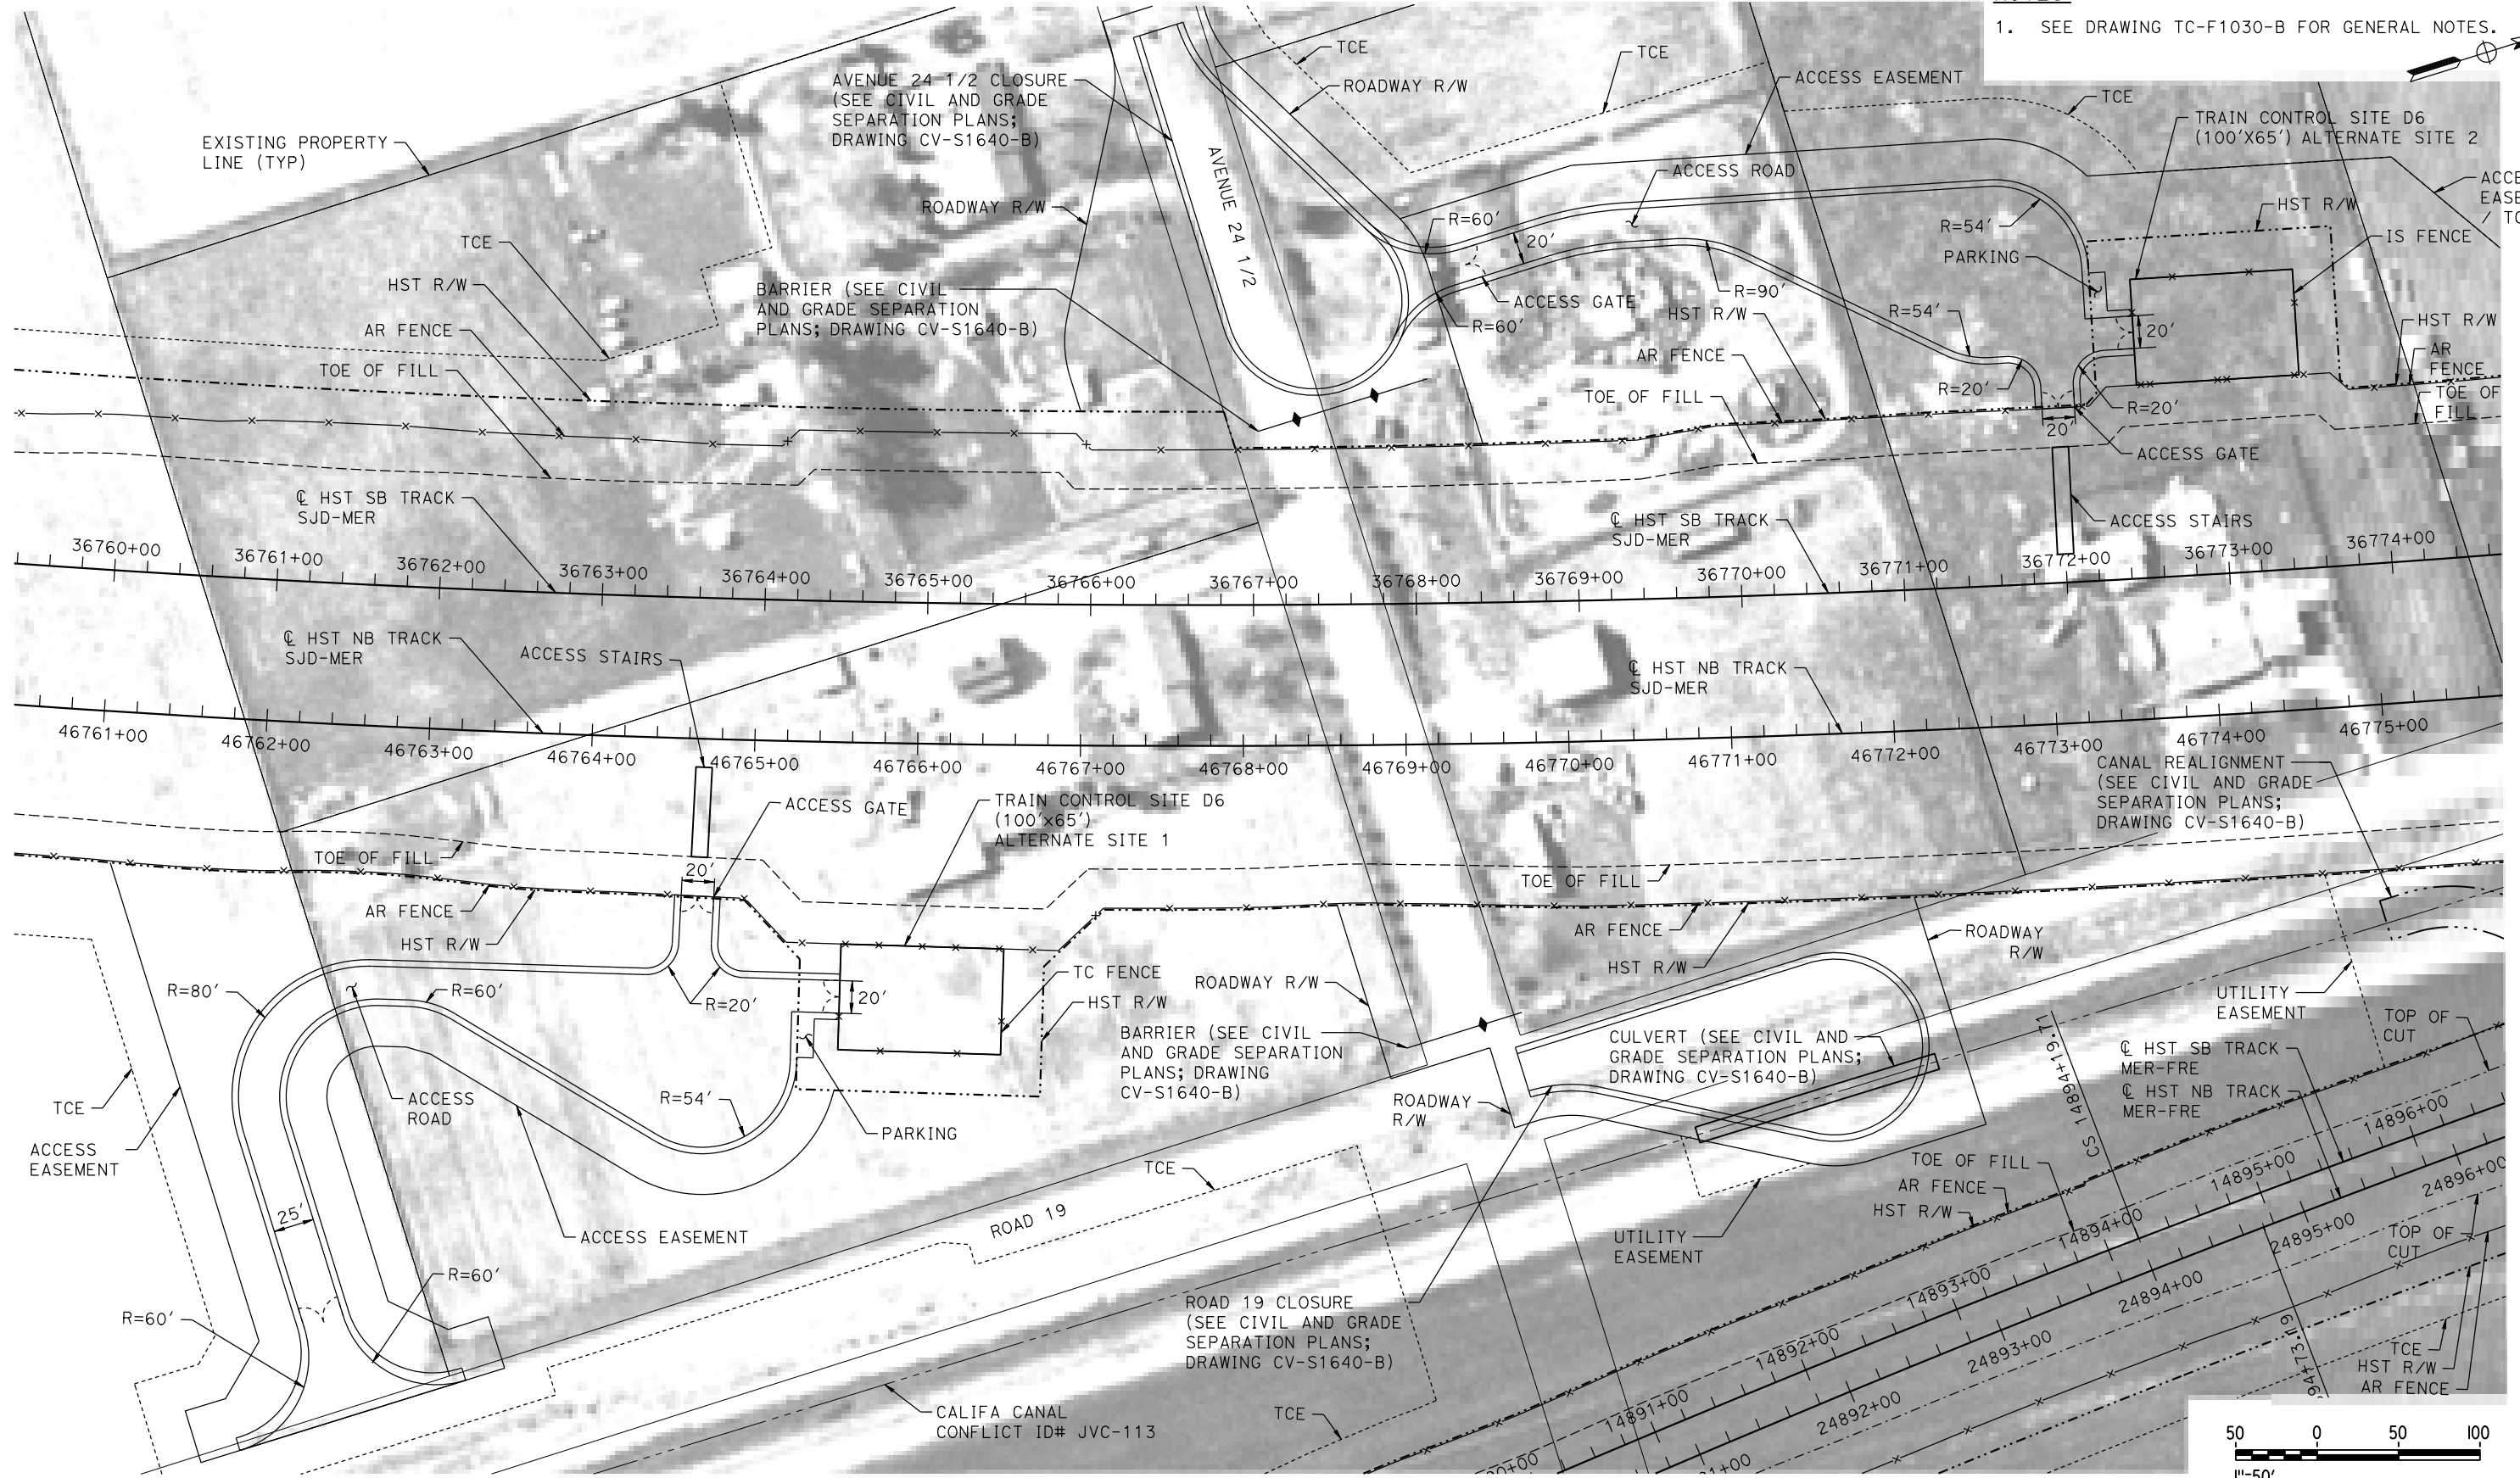 1. SEE DRAWING TC-F1030-B FOR GENERAL NOTES.
TCE
TCE
ROADWAY R/W
AVENUE 24 1/2 CLOSURE
(SEE CIVIL AND GRADE
SEPARATION PLANS;
DRAWING CV-S1640-B)
ACCESS EASEMENT
TCE
TRAIN CONTROL SITE D6
(100'X65') ALTERNATE SITE 2
EXISTING PROPERTY
LINE (TYP)
AVENUE 24 1/2
ACCESS ROAD
ROADWAY R/W
HST R/W
R=60'
20'
R=54'
IS FENCE
TCE
PARKING
HST R/W
BARRIER (SEE CIVIL
AND GRADE SEPARATION
PLANS; DRAWING CV-S1640-B)
ACCESS GATE
R=90'
R=60'
HST R/W
R=54'
20'
HST R/W
AR FENCE
AR FENCE
AR
FENCE
TOE OF FILL
TOE OF FILL
R=20'
R=20'
TOE OF
FILL
20'
ACCESS GATE
₵ HST SB TRACK
SJD-MER
₵ HST SB TRACK
SJD-MER
ACCESS STAIRS
36760+00
36761+00
36762+00
36763+00
36764+00
36765+00
36766+00
36767+00
36768+00
36769+00
36770+00
36771+00
36772+00
36773+00
36774+00
₵ HST NB TRACK
SJD-MER
ACCESS STAIRS
₵ HST NB TRACK
SJD-MER
46761+00
46762+00
46763+00
46764+00
46765+00
46766+00
46767+00
46768+00
46769+00
46770+00
46771+00
46772+00
46773+00
46774+00
46775+00
CANAL REALIGNMENT
(SEE CIVIL AND GRADE
SEPARATION PLANS;
DRAWING CV-S1640-B)
ACCESS GATE
TRAIN CONTROL SITE D6
(100'x65')
ALTERNATE SITE 1
TOE OF FILL
20'
TOE OF FILL
AR FENCE
HST R/W
AR FENCE
HST R/W
ROADWAY
R/W
R=80'
R=60'
R=20'
20'
TC FENCE
HST R/W
ROADWAY R/W
BARRIER (SEE CIVIL
AND GRADE SEPARATION
PLANS; DRAWING
CV-S1640-B)
CULVERT (SEE CIVIL AND
GRADE SEPARATION PLANS;
DRAWING CV-S1640-B)
UTILITY
EASEMENT
TOP OF
CUT
CS 14894+19.71
₵ HST SB TRACK
MER-FRE
₵ HST NB TRACK
MER-FRE
TCE
ACCESS
ROAD
R=54'
PARKING
ROADWAY
R/W
ACCESS
EASEMENT
25'
ACCESS EASEMENT
TCE
ROAD 19
TOE OF FILL
AR FENCE
HST R/W
UTILITY
EASEMENT
14891+00
14892+00
14893+00
14894+00
14895+00
14896+00
24892+00
24893+00
24894+00
24895+00
24896+00
TOP OF
CUT
R=60'
R=60'
ROAD 19 CLOSURE
(SEE CIVIL AND GRADE
SEPARATION PLANS;
DRAWING CV-S1640-B)
TCE
HST R/W
AR FENCE
94+73.19
CALIFA CANAL
CONFLICT ID# JVC-113
TCE
50 0 50 100
1"=50'